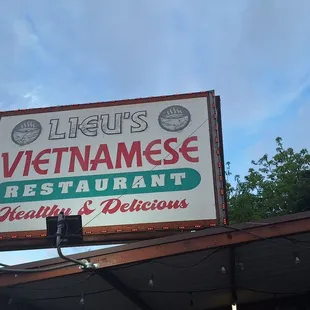 LIEU'S
VIETNAMESE
RESTAURANT
Healthy & Delicious